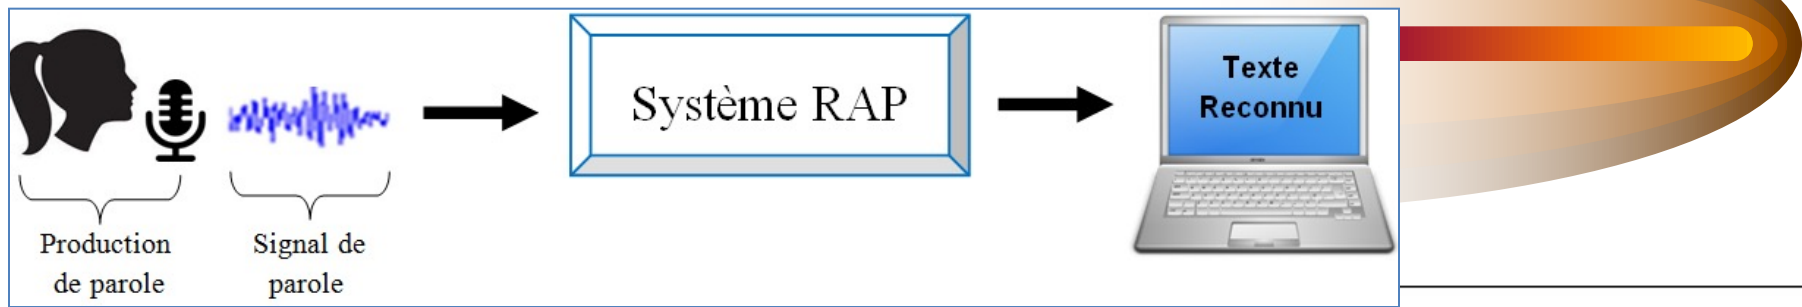 Production
de parole
Signal de
parole
Système RAP
Texte
Reconnu